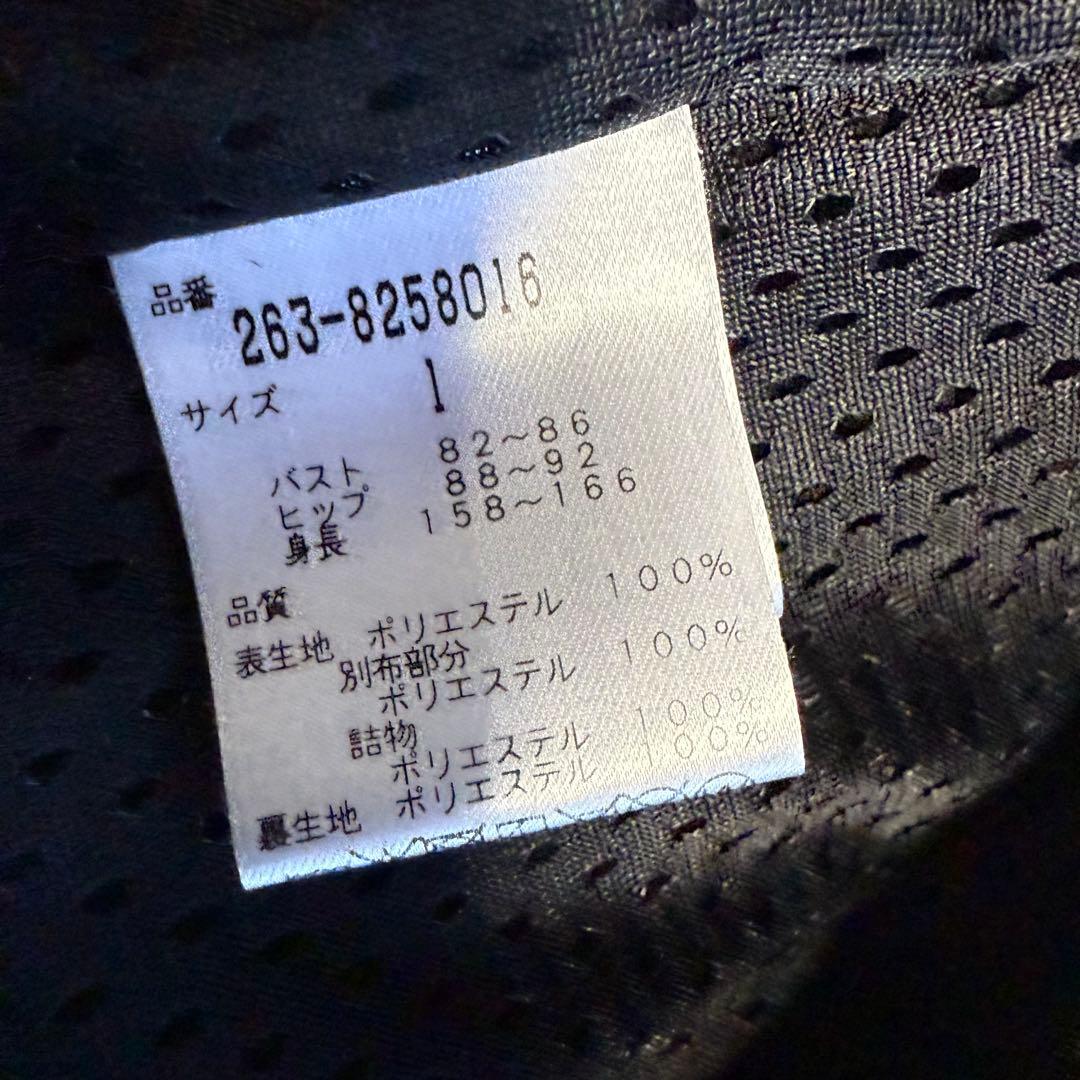 品番 263-8258016
サイズ 1
バスト 82～86
ヒップ 88～92
身長 158～166
品質
表生地 ポリエステル 100%
別布部分
ポリエステル 100%
詰物
ポリエステル 100%
裏生地 ポリエステル 100%